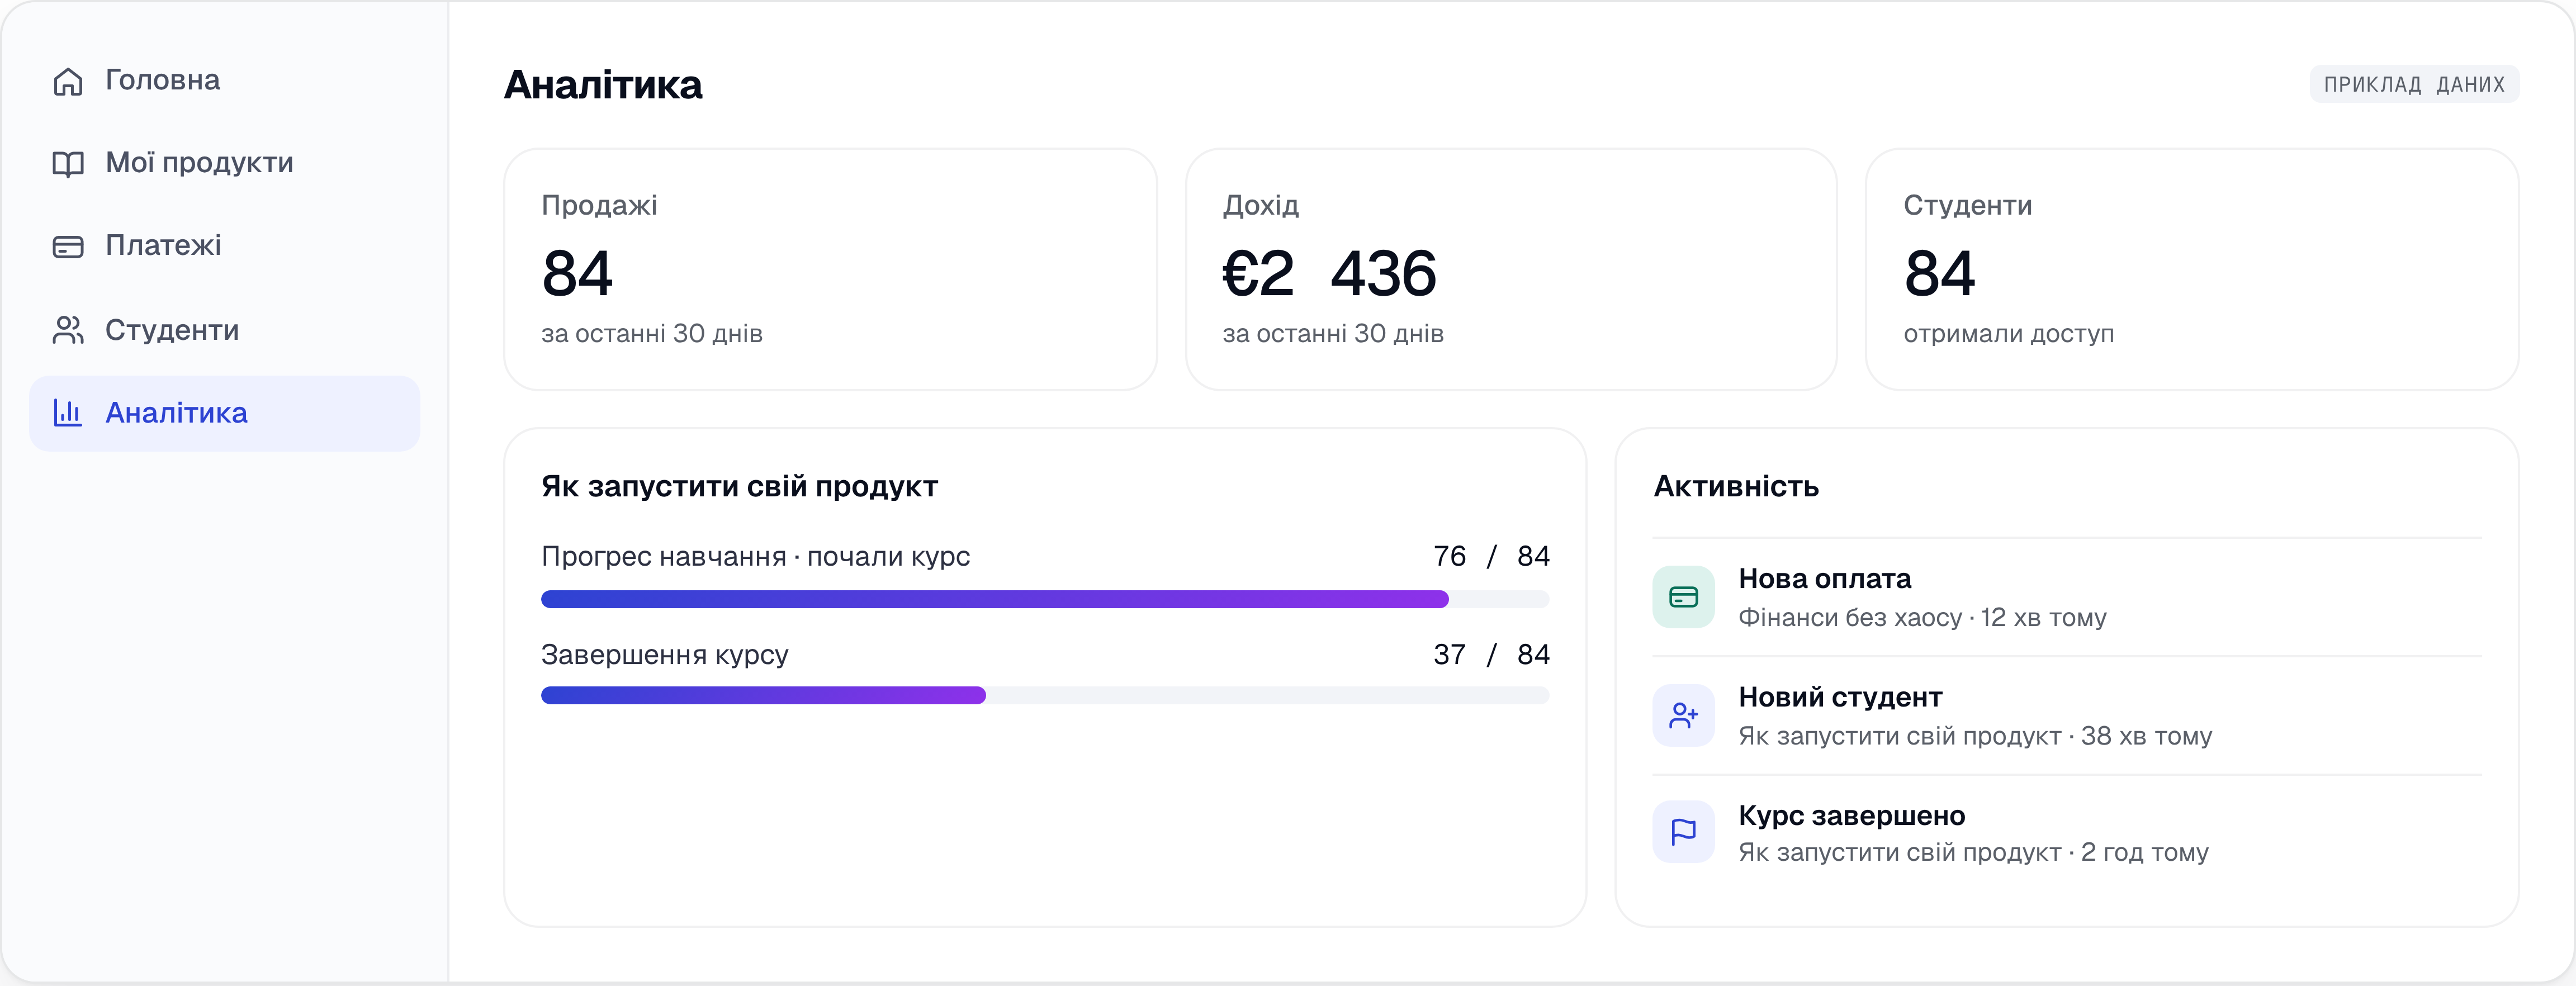 Головна
Мої продукти
Платежі
Студенти
Аналітика
Аналітика
ПРИКЛАД ДАНИХ
Продажі
84
за останні 30 днів
Дохід
€2 436
за останні 30 днів
Студенти
84
отримали доступ
Як запустити свій продукт
Прогрес навчання · почали курс 76 / 84
Завершення курсу 37 / 84
Активність
Нова оплата
Фінанси без хаосу · 12 хв тому
Новий студент
Як запустити свій продукт · 38 хв тому
Курс завершено
Як запустити свій продукт · 2 год тому